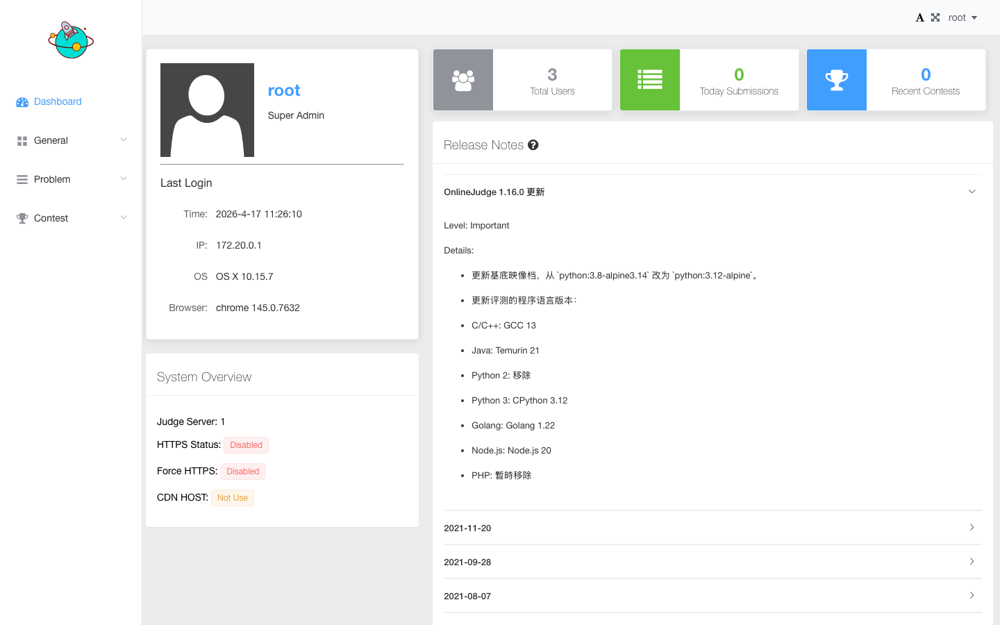 root
Dashboard
General
Problem
Contest
root
Super Admin
Last Login
Time: 2026-4-17 11:26:10
IP: 172.20.0.1
OS OS X 10.15.7
Browser: chrome 145.0.7632
System Overview
Judge Server: 1
HTTPS Status: Disabled
Force HTTPS: Disabled
CDN HOST: Not Use
3
Total Users
0
Today Submissions
0
Recent Contests
Release Notes
OnlineJudge 1.16.0 更新
Level: Important
Details:
更新基底映像档，从 `python:3.8-alpine3.14` 改为 `python:3.12-alpine`。
更新评测的程序语言版本：
C/C++: GCC 13
Java: Temurin 21
Python 2: 移除
Python 3: CPython 3.12
Golang: Golang 1.22
Node.js: Node.js 20
PHP: 暫時移除
2021-11-20
2021-09-28
2021-08-07